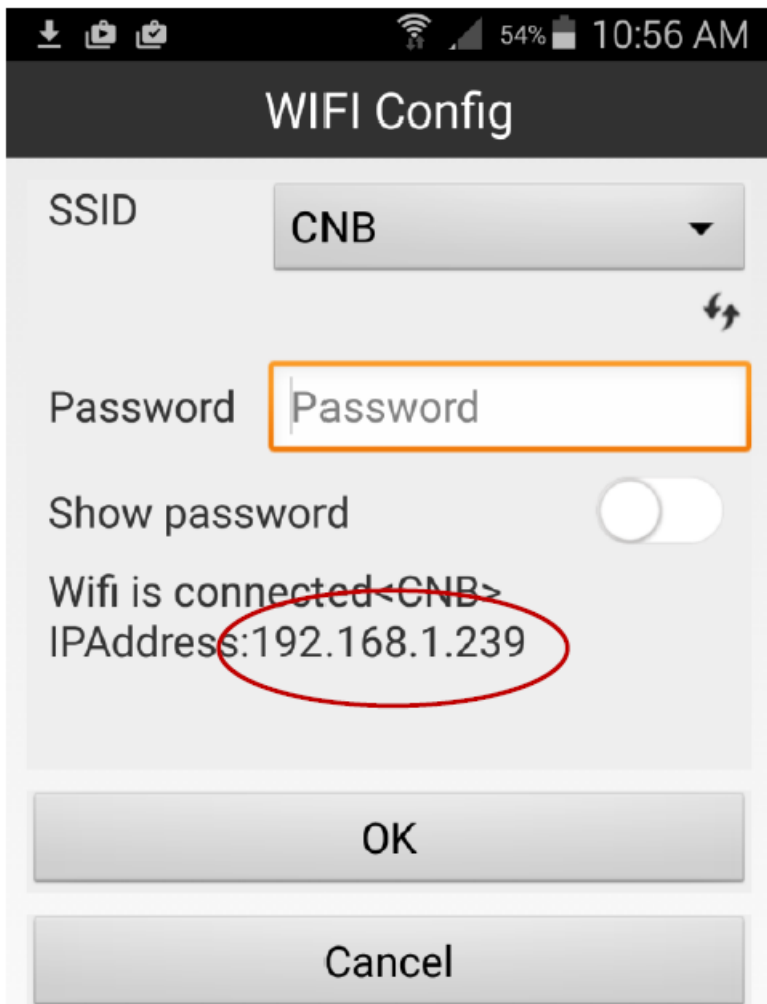 54% 10:56 AM
WIFI Config
SSID
CNB
Password
Password
Show password
Wifi is connected<CNB>
IPAddress:192.168.1.239
OK
Cancel